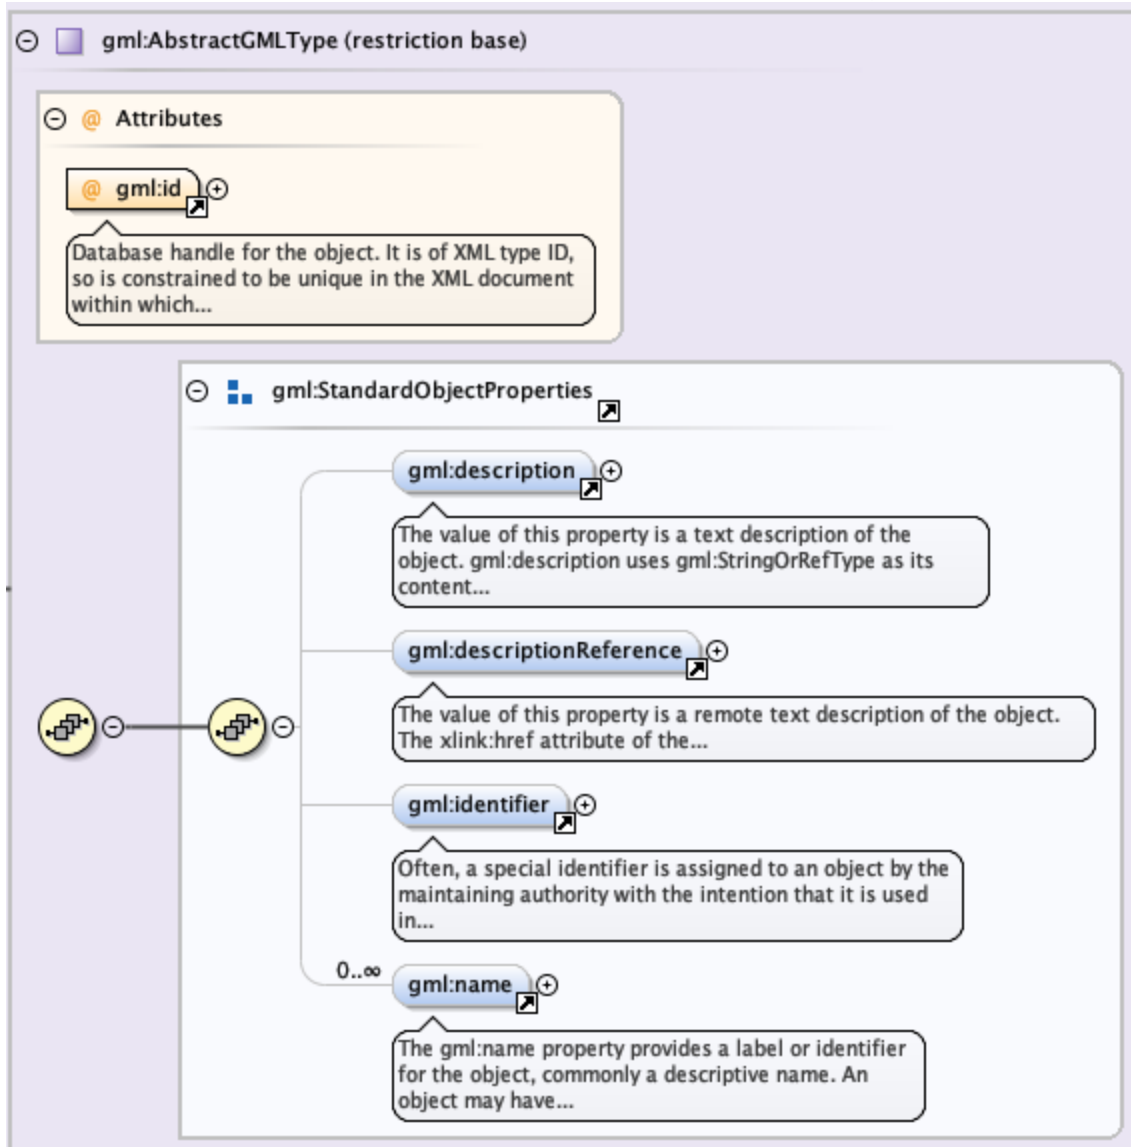 gml:AbstractGMLType (restriction base)
@ Attributes
@ gml:id
Database handle for the object. It is of XML type ID,
so is constrained to be unique in the XML document
within which...
gml:StandardObjectProperties
gml:description
The value of this property is a text description of the
object. gml:description uses gml:StringOrRefType as its
content...
gml:descriptionReference
The value of this property is a remote text description of the object.
The xlink:href attribute of the...
gml:identifier
Often, a special identifier is assigned to an object by the
maintaining authority with the intention that it is used
in...
0..∞
gml:name
The gml:name property provides a label or identifier
for the object, commonly a descriptive name. An
object may have...